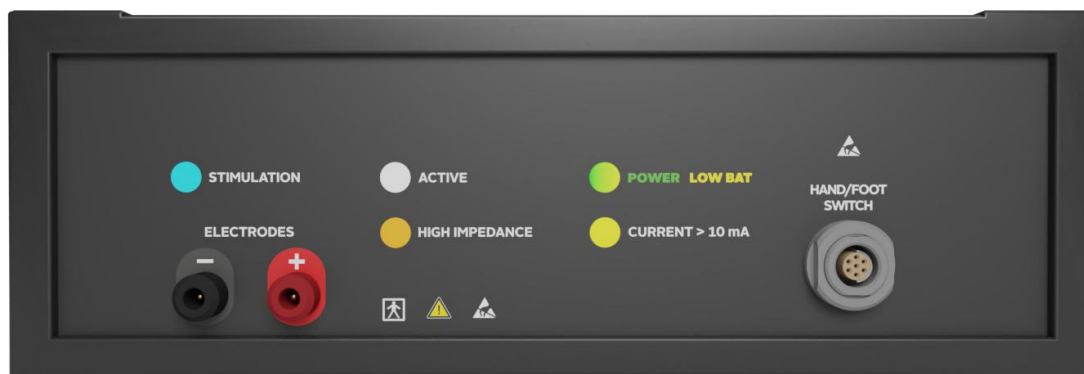 STIMULATION
ACTIVE
POWER LOW BAT
HAND/FOOT
SWITCH
ELECTRODES
HIGH IMPEDANCE
CURRENT > 10 mA
− +